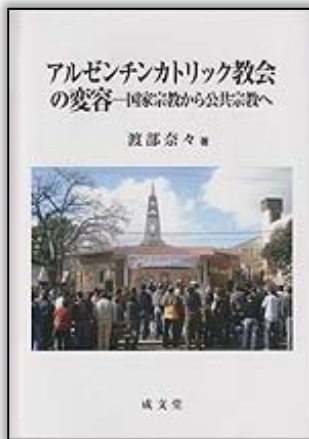 アルゼンチンカトリック教会
の変容─国家宗教から公共宗教へ
渡部奈々 著
成文堂